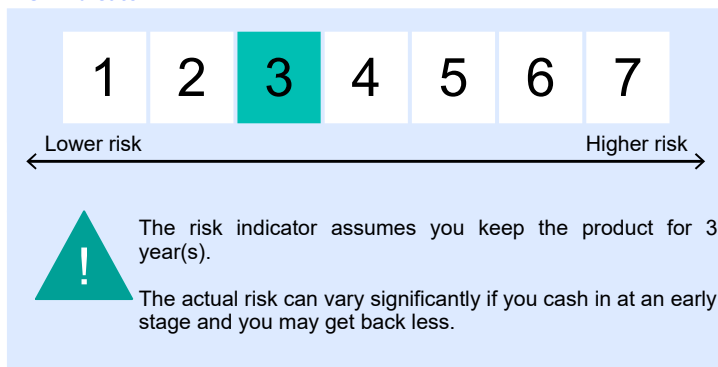 1 2 3 4 5 6 7
Lower risk Higher risk
The risk indicator assumes you keep the product for 3
year(s).
!
The actual risk can vary significantly if you cash in at an early
stage and you may get back less.